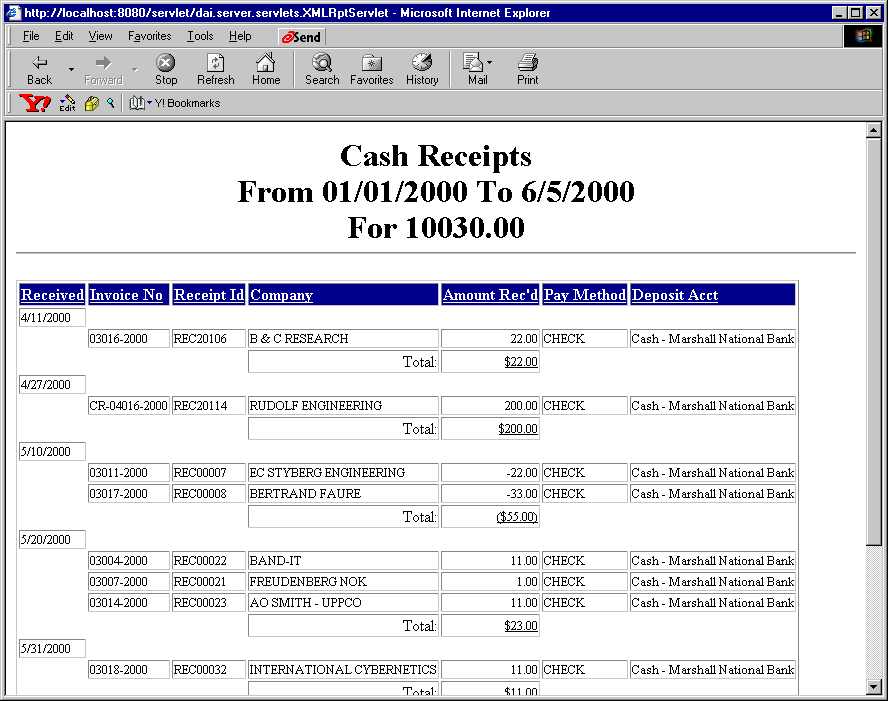 http://localhost:8080/servlet/dai.server.servlets.XMLRptServlet - Microsoft Internet Explorer
File Edit View Favorites Tools Help eSend
Back Forward Stop Refresh Home Search Favorites History Mail Print
Y! Edit Y! Bookmarks
Cash Receipts
From 01/01/2000 To 6/5/2000
For 10030.00
Received Invoice No Receipt Id Company Amount Rec'd Pay Method Deposit Acct
4/11/2000
03016-2000 REC20106 B & C RESEARCH 22.00 CHECK Cash - Marshall National Bank
Total: $22.00
4/27/2000
CR-04016-2000 REC20114 RUDOLF ENGINEERING 200.00 CHECK Cash - Marshall National Bank
Total: $200.00
5/10/2000
03011-2000 REC00007 EC STYBERG ENGINEERING -22.00 CHECK Cash - Marshall National Bank
03017-2000 REC00008 BERTRAND FAURE -33.00 CHECK Cash - Marshall National Bank
Total: ($55.00)
5/20/2000
03004-2000 REC00022 BAND-IT 11.00 CHECK Cash - Marshall National Bank
03007-2000 REC00021 FREUDENBERG NOK 1.00 CHECK Cash - Marshall National Bank
03014-2000 REC00023 AO SMITH - UPPCO 11.00 CHECK Cash - Marshall National Bank
Total: $23.00
5/31/2000
03018-2000 REC00032 INTERNATIONAL CYBERNETICS 11.00 CHECK Cash - Marshall National Bank
Total: $11.00